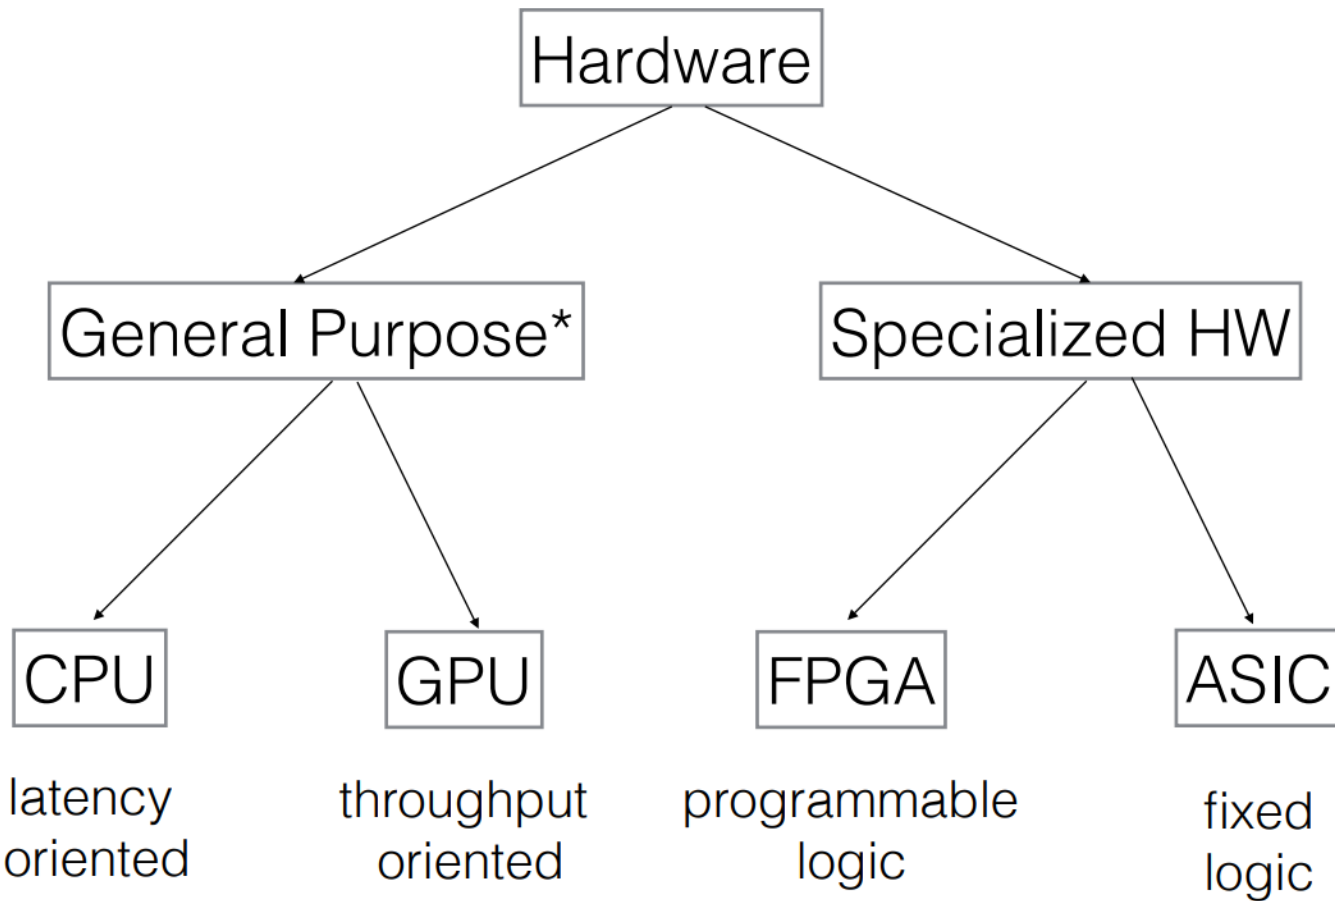 Hardware
General Purpose*
Specialized HW
CPU
GPU
FPGA
ASIC
latency
oriented
throughput
oriented
programmable
logic
fixed
logic